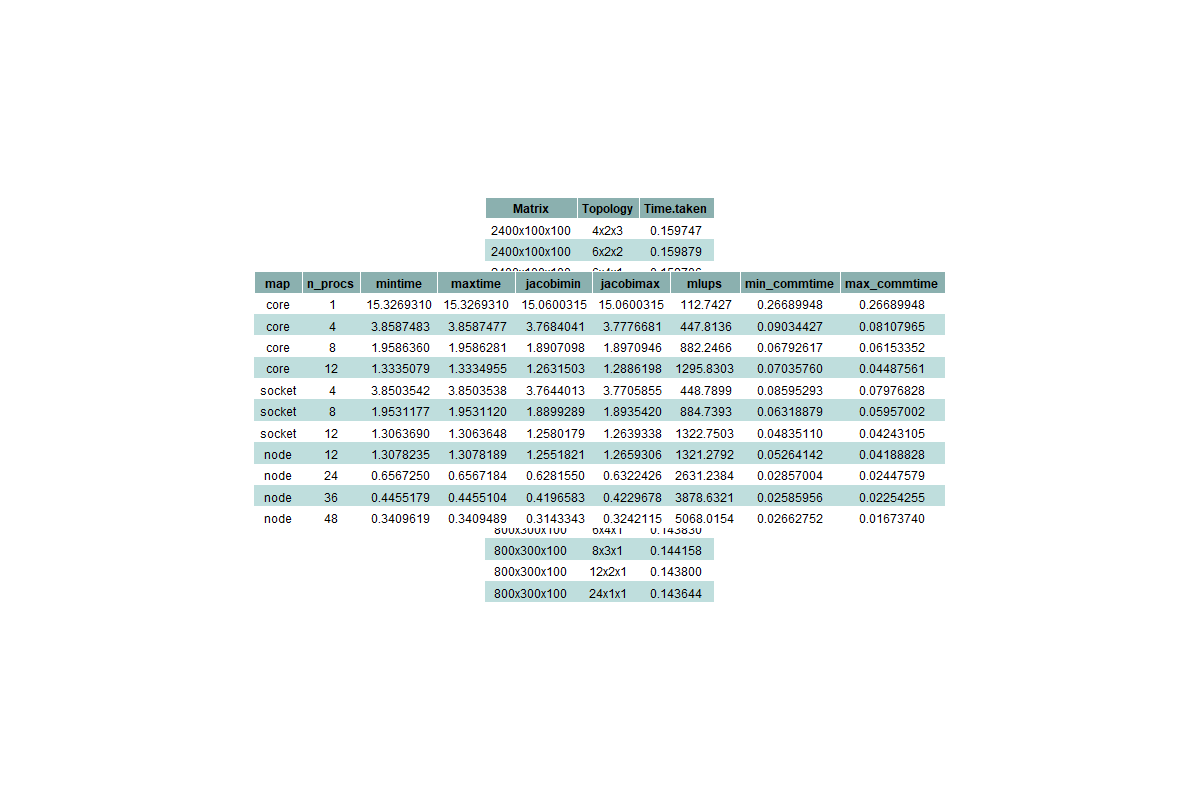 Matrix Topology Time.taken
2400x100x100 4x2x3 0.159747
2400x100x100 6x2x2 0.159879
map n_procs mintime maxtime jacobimin jacobimax mlups min_commtime max_commtime
core 1 15.3269310 15.3269310 15.0600315 15.0600315 112.7427 0.26689948 0.26689948
core 4 3.8587483 3.8587477 3.7684041 3.7776681 447.8136 0.09034427 0.08107965
core 8 1.9586360 1.9586281 1.8907098 1.8970946 882.2466 0.06792617 0.06153352
core 12 1.3335079 1.3334955 1.2631503 1.2886198 1295.8303 0.07035760 0.04487561
socket 4 3.8503542 3.8503538 3.7644013 3.7705855 448.7899 0.08595293 0.07976828
socket 8 1.9531177 1.9531120 1.8899289 1.8935420 884.7393 0.06318879 0.05957002
socket 12 1.3063690 1.3063648 1.2580179 1.2639338 1322.7503 0.04835110 0.04243105
node 12 1.3078235 1.3078189 1.2551821 1.2659306 1321.2792 0.05264142 0.04188828
node 24 0.6567250 0.6567184 0.6281550 0.6322426 2631.2384 0.02857004 0.02447579
node 36 0.4455179 0.4455104 0.4196583 0.4229678 3878.6321 0.02585956 0.02254255
node 48 0.3409619 0.3409489 0.3143343 0.3242115 5068.0154 0.02662752 0.01673740
800x300x100 6x4x1 0.143830
800x300x100 8x3x1 0.144158
800x300x100 12x2x1 0.143800
800x300x100 24x1x1 0.143644